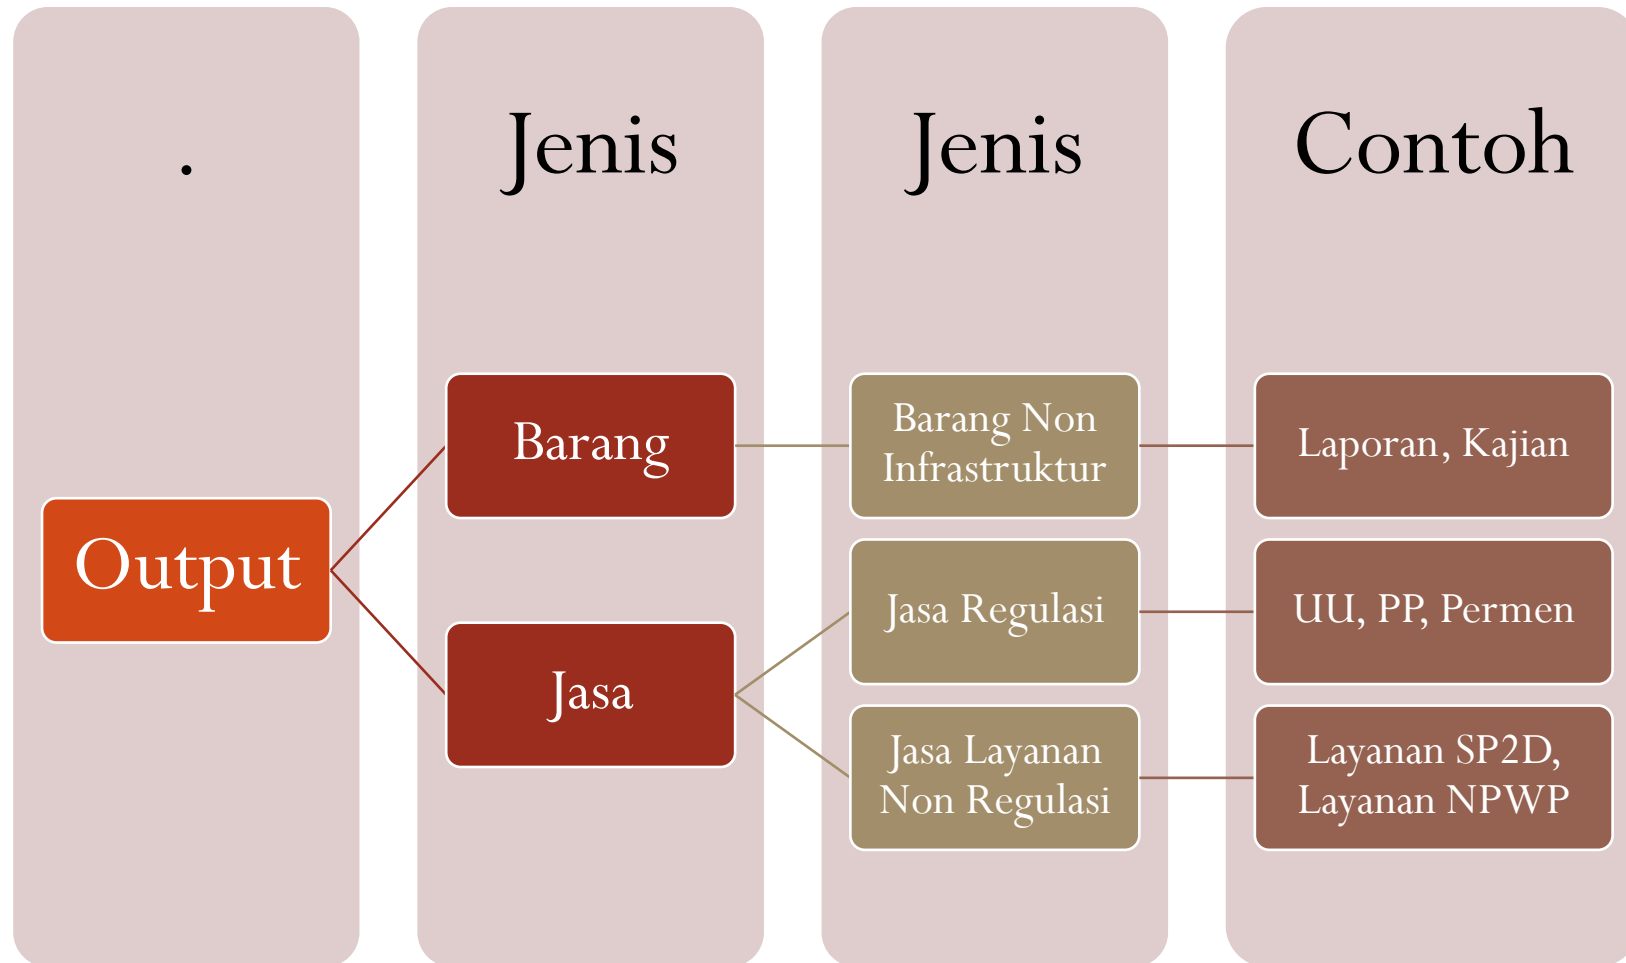 .
Jenis
Jenis
Contoh
Output
Barang
Jasa
Barang Non
Infrastruktur
Jasa Regulasi
Jasa Layanan
Non Regulasi
Laporan, Kajian
UU, PP, Permen
Layanan SP2D,
Layanan NPWP